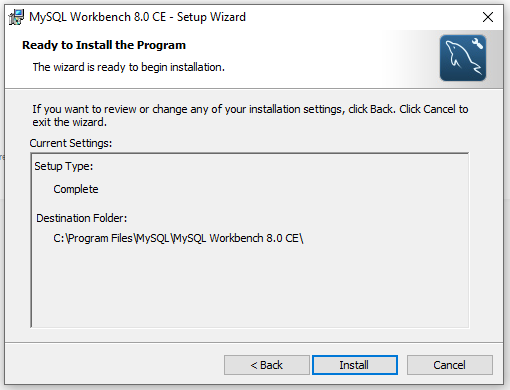 MySQL Workbench 8.0 CE - Setup Wizard
Ready to Install the Program
The wizard is ready to begin installation.
If you want to review or change any of your installation settings, click Back. Click Cancel to
exit the wizard.
Current Settings:
Setup Type:
Complete
Destination Folder:
C:\Program Files\MySQL\MySQL Workbench 8.0 CE\
< Back
Install
Cancel